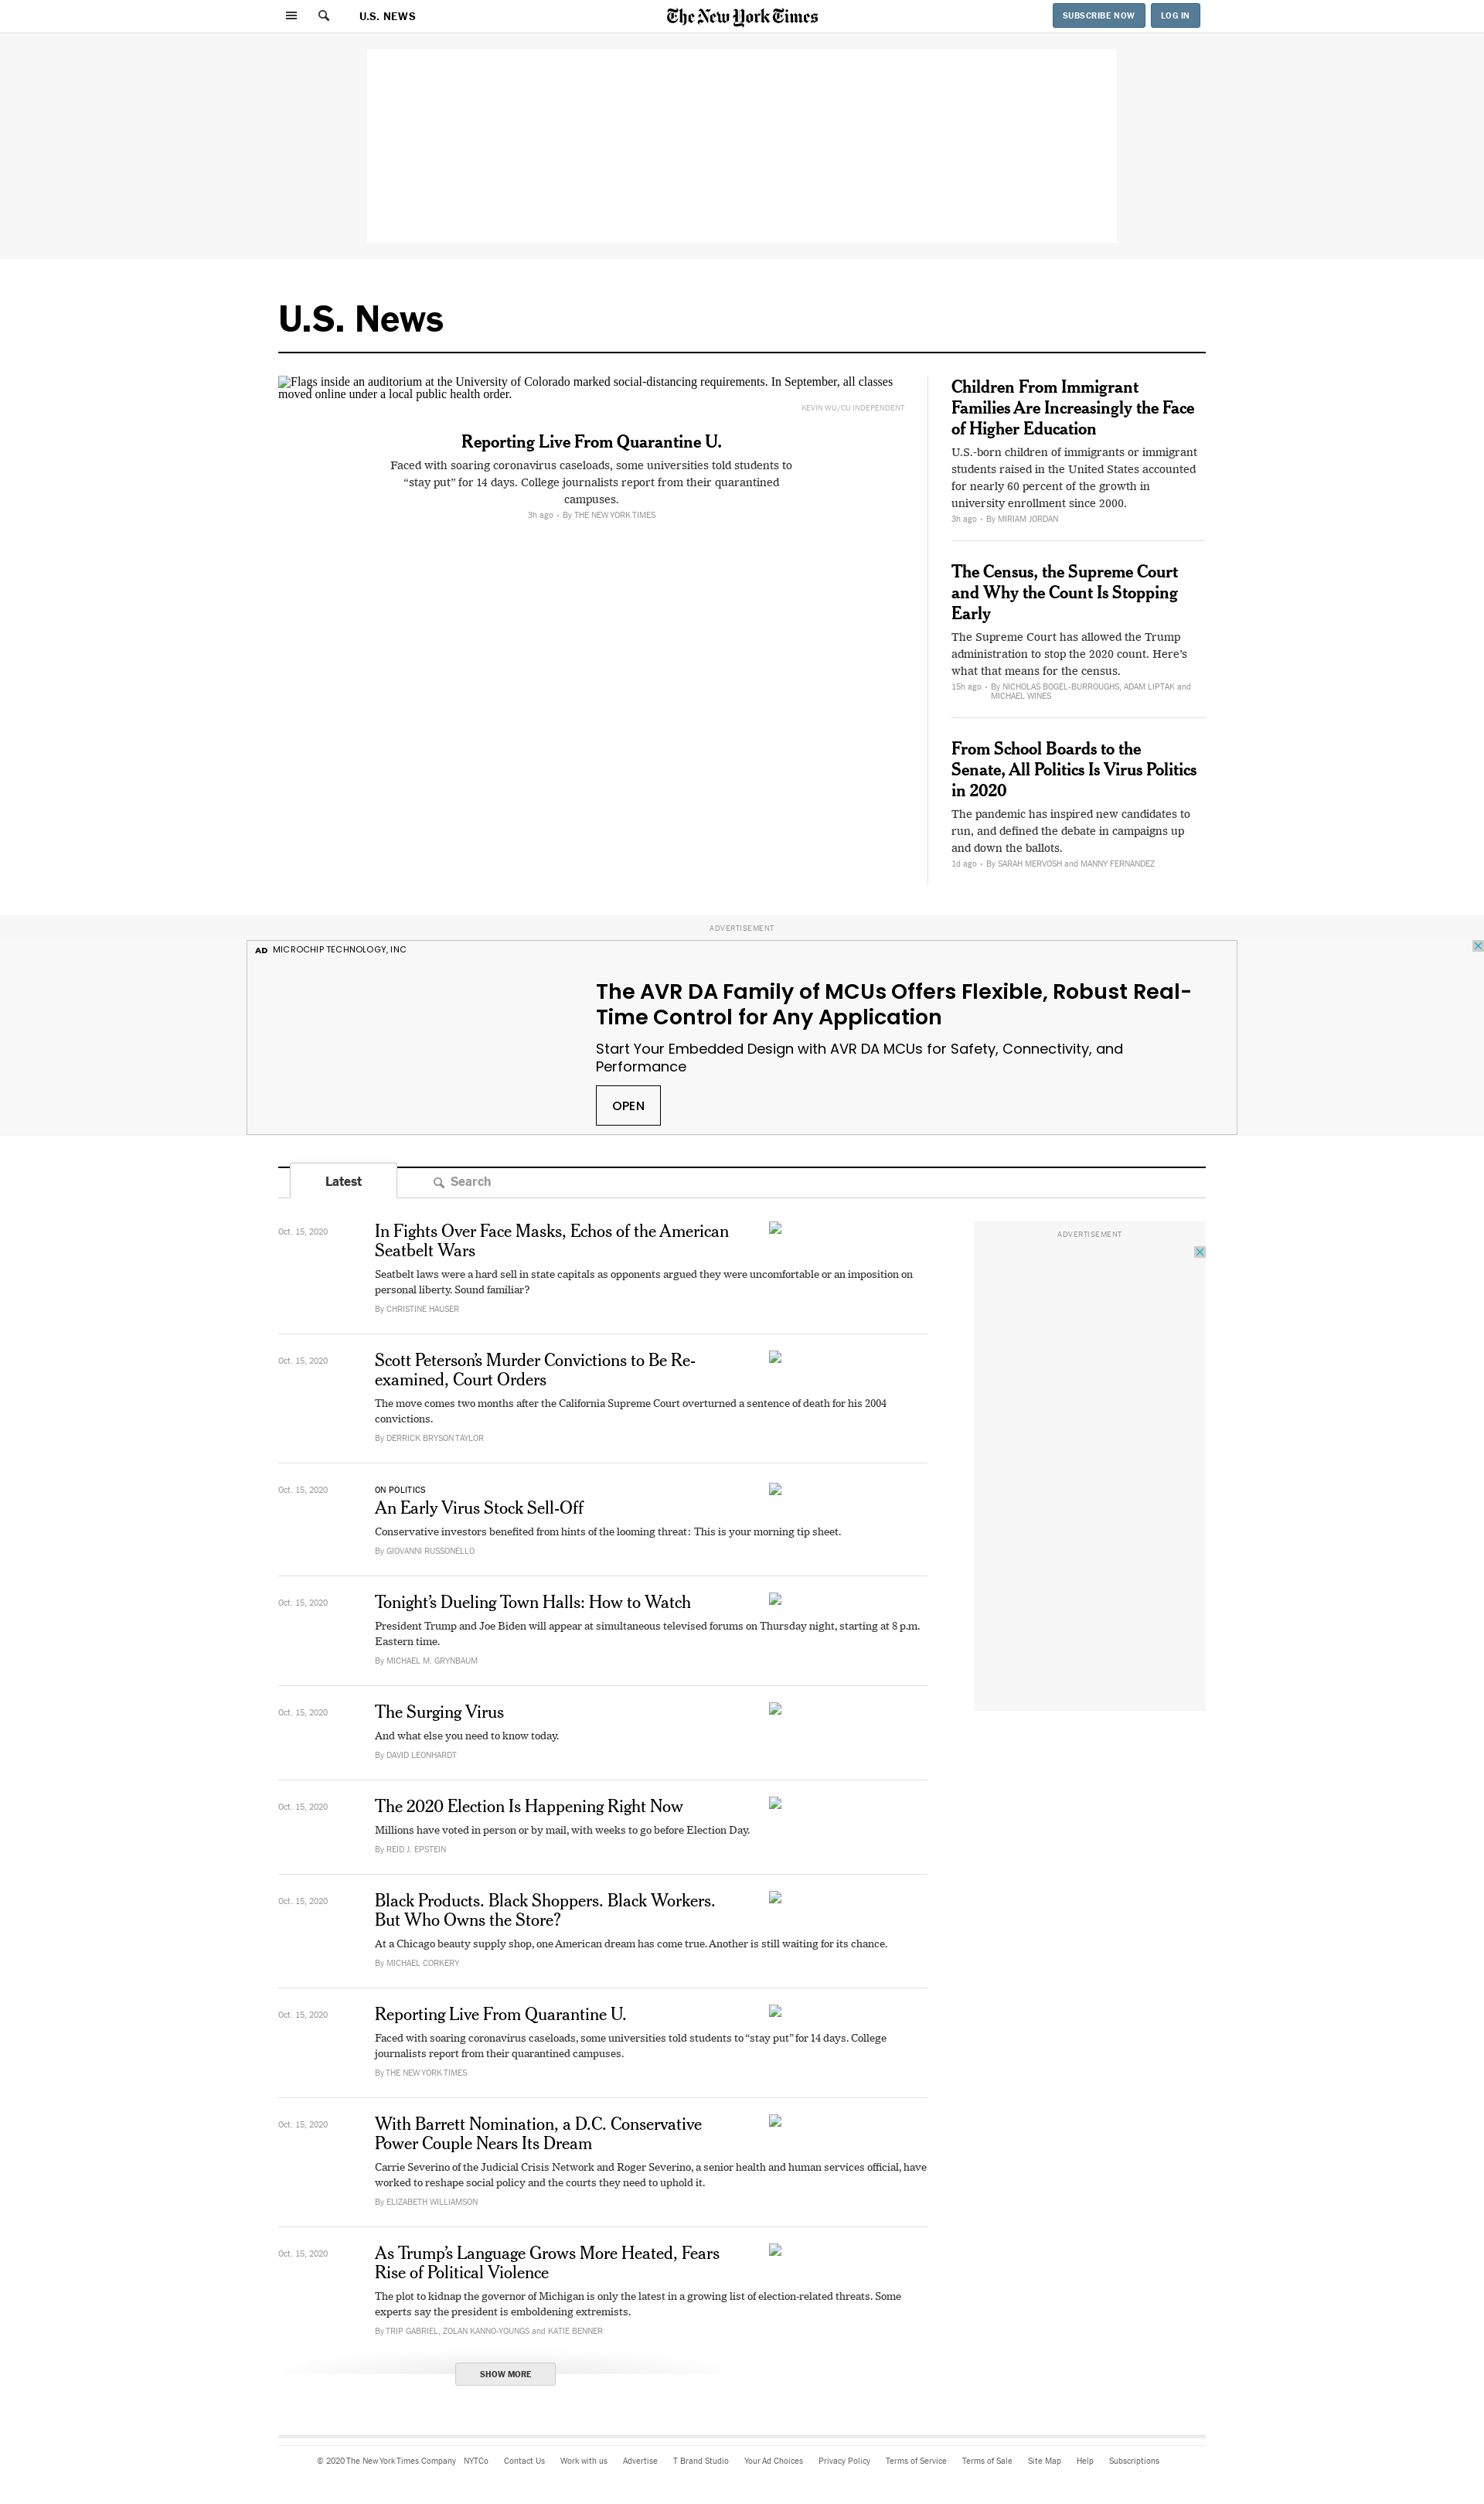 U.S. NEWS
The New York Times
SUBSCRIBE NOW
LOG IN
U.S. News
Flags inside an auditorium at the University of Colorado marked social-distancing requirements. In September, all classes
moved online under a local public health order.
KEVIN WU/CU INDEPENDENT
Reporting Live From Quarantine U.
Faced with soaring coronavirus caseloads, some universities told students to
“stay put” for 14 days. College journalists report from their quarantined
campuses.
3h ago • By THE NEW YORK TIMES
Children From Immigrant
Families Are Increasingly the Face
of Higher Education
U.S.-born children of immigrants or immigrant
students raised in the United States accounted
for nearly 60 percent of the growth in
university enrollment since 2000.
3h ago • By MIRIAM JORDAN
The Census, the Supreme Court
and Why the Count Is Stopping
Early
The Supreme Court has allowed the Trump
administration to stop the 2020 count. Here’s
what that means for the census.
15h ago • By NICHOLAS BOGEL-BURROUGHS, ADAM LIPTAK and
MICHAEL WINES
From School Boards to the
Senate, All Politics Is Virus Politics
in 2020
The pandemic has inspired new candidates to
run, and defined the debate in campaigns up
and down the ballots.
1d ago • By SARAH MERVOSH and MANNY FERNANDEZ
ADVERTISEMENT
AD MICROCHIP TECHNOLOGY, INC
The AVR DA Family of MCUs Offers Flexible, Robust Real-
Time Control for Any Application
Start Your Embedded Design with AVR DA MCUs for Safety, Connectivity, and
Performance
OPEN
Latest
Search
ADVERTISEMENT
Oct. 15, 2020
In Fights Over Face Masks, Echos of the American
Seatbelt Wars
Seatbelt laws were a hard sell in state capitals as opponents argued they were uncomfortable or an imposition on
personal liberty. Sound familiar?
By CHRISTINE HAUSER
Oct. 15, 2020
Scott Peterson’s Murder Convictions to Be Re-
examined, Court Orders
The move comes two months after the California Supreme Court overturned a sentence of death for his 2004
convictions.
By DERRICK BRYSON TAYLOR
Oct. 15, 2020
ON POLITICS
An Early Virus Stock Sell-Off
Conservative investors benefited from hints of the looming threat: This is your morning tip sheet.
By GIOVANNI RUSSONELLO
Oct. 15, 2020
Tonight’s Dueling Town Halls: How to Watch
President Trump and Joe Biden will appear at simultaneous televised forums on Thursday night, starting at 8 p.m.
Eastern time.
By MICHAEL M. GRYNBAUM
Oct. 15, 2020
The Surging Virus
And what else you need to know today.
By DAVID LEONHARDT
Oct. 15, 2020
The 2020 Election Is Happening Right Now
Millions have voted in person or by mail, with weeks to go before Election Day.
By REID J. EPSTEIN
Oct. 15, 2020
Black Products. Black Shoppers. Black Workers.
But Who Owns the Store?
At a Chicago beauty supply shop, one American dream has come true. Another is still waiting for its chance.
By MICHAEL CORKERY
Oct. 15, 2020
Reporting Live From Quarantine U.
Faced with soaring coronavirus caseloads, some universities told students to “stay put” for 14 days. College
journalists report from their quarantined campuses.
By THE NEW YORK TIMES
Oct. 15, 2020
With Barrett Nomination, a D.C. Conservative
Power Couple Nears Its Dream
Carrie Severino of the Judicial Crisis Network and Roger Severino, a senior health and human services official, have
worked to reshape social policy and the courts they need to uphold it.
By ELIZABETH WILLIAMSON
Oct. 15, 2020
As Trump’s Language Grows More Heated, Fears
Rise of Political Violence
The plot to kidnap the governor of Michigan is only the latest in a growing list of election-related threats. Some
experts say the president is emboldening extremists.
By TRIP GABRIEL, ZOLAN KANNO-YOUNGS and KATIE BENNER
SHOW MORE
© 2020 The New York Times Company NYTCo Contact Us Work with us Advertise T Brand Studio Your Ad Choices Privacy Policy Terms of Service Terms of Sale Site Map Help Subscriptions